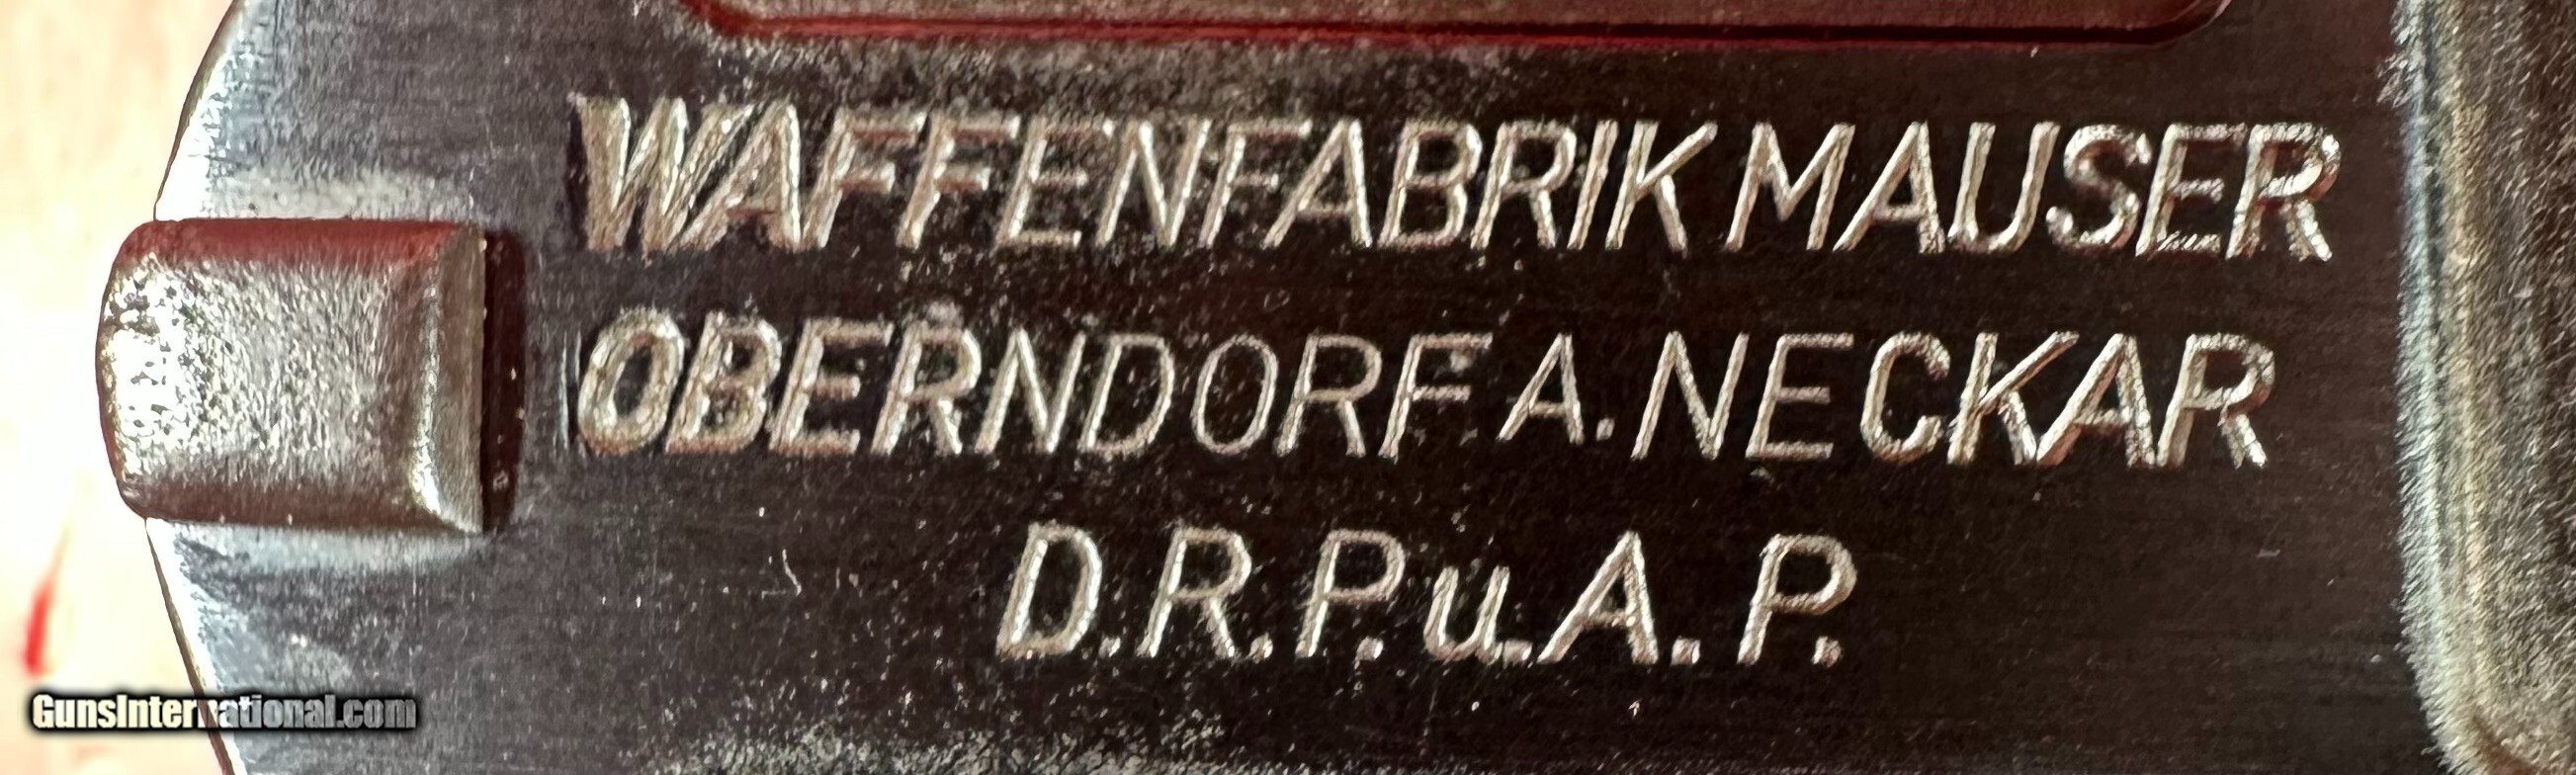 WAFFENFABRIK MAUSER
OBERNDORF A. NECKAR
D.R.P.u.A.P.
GunsInternational.com